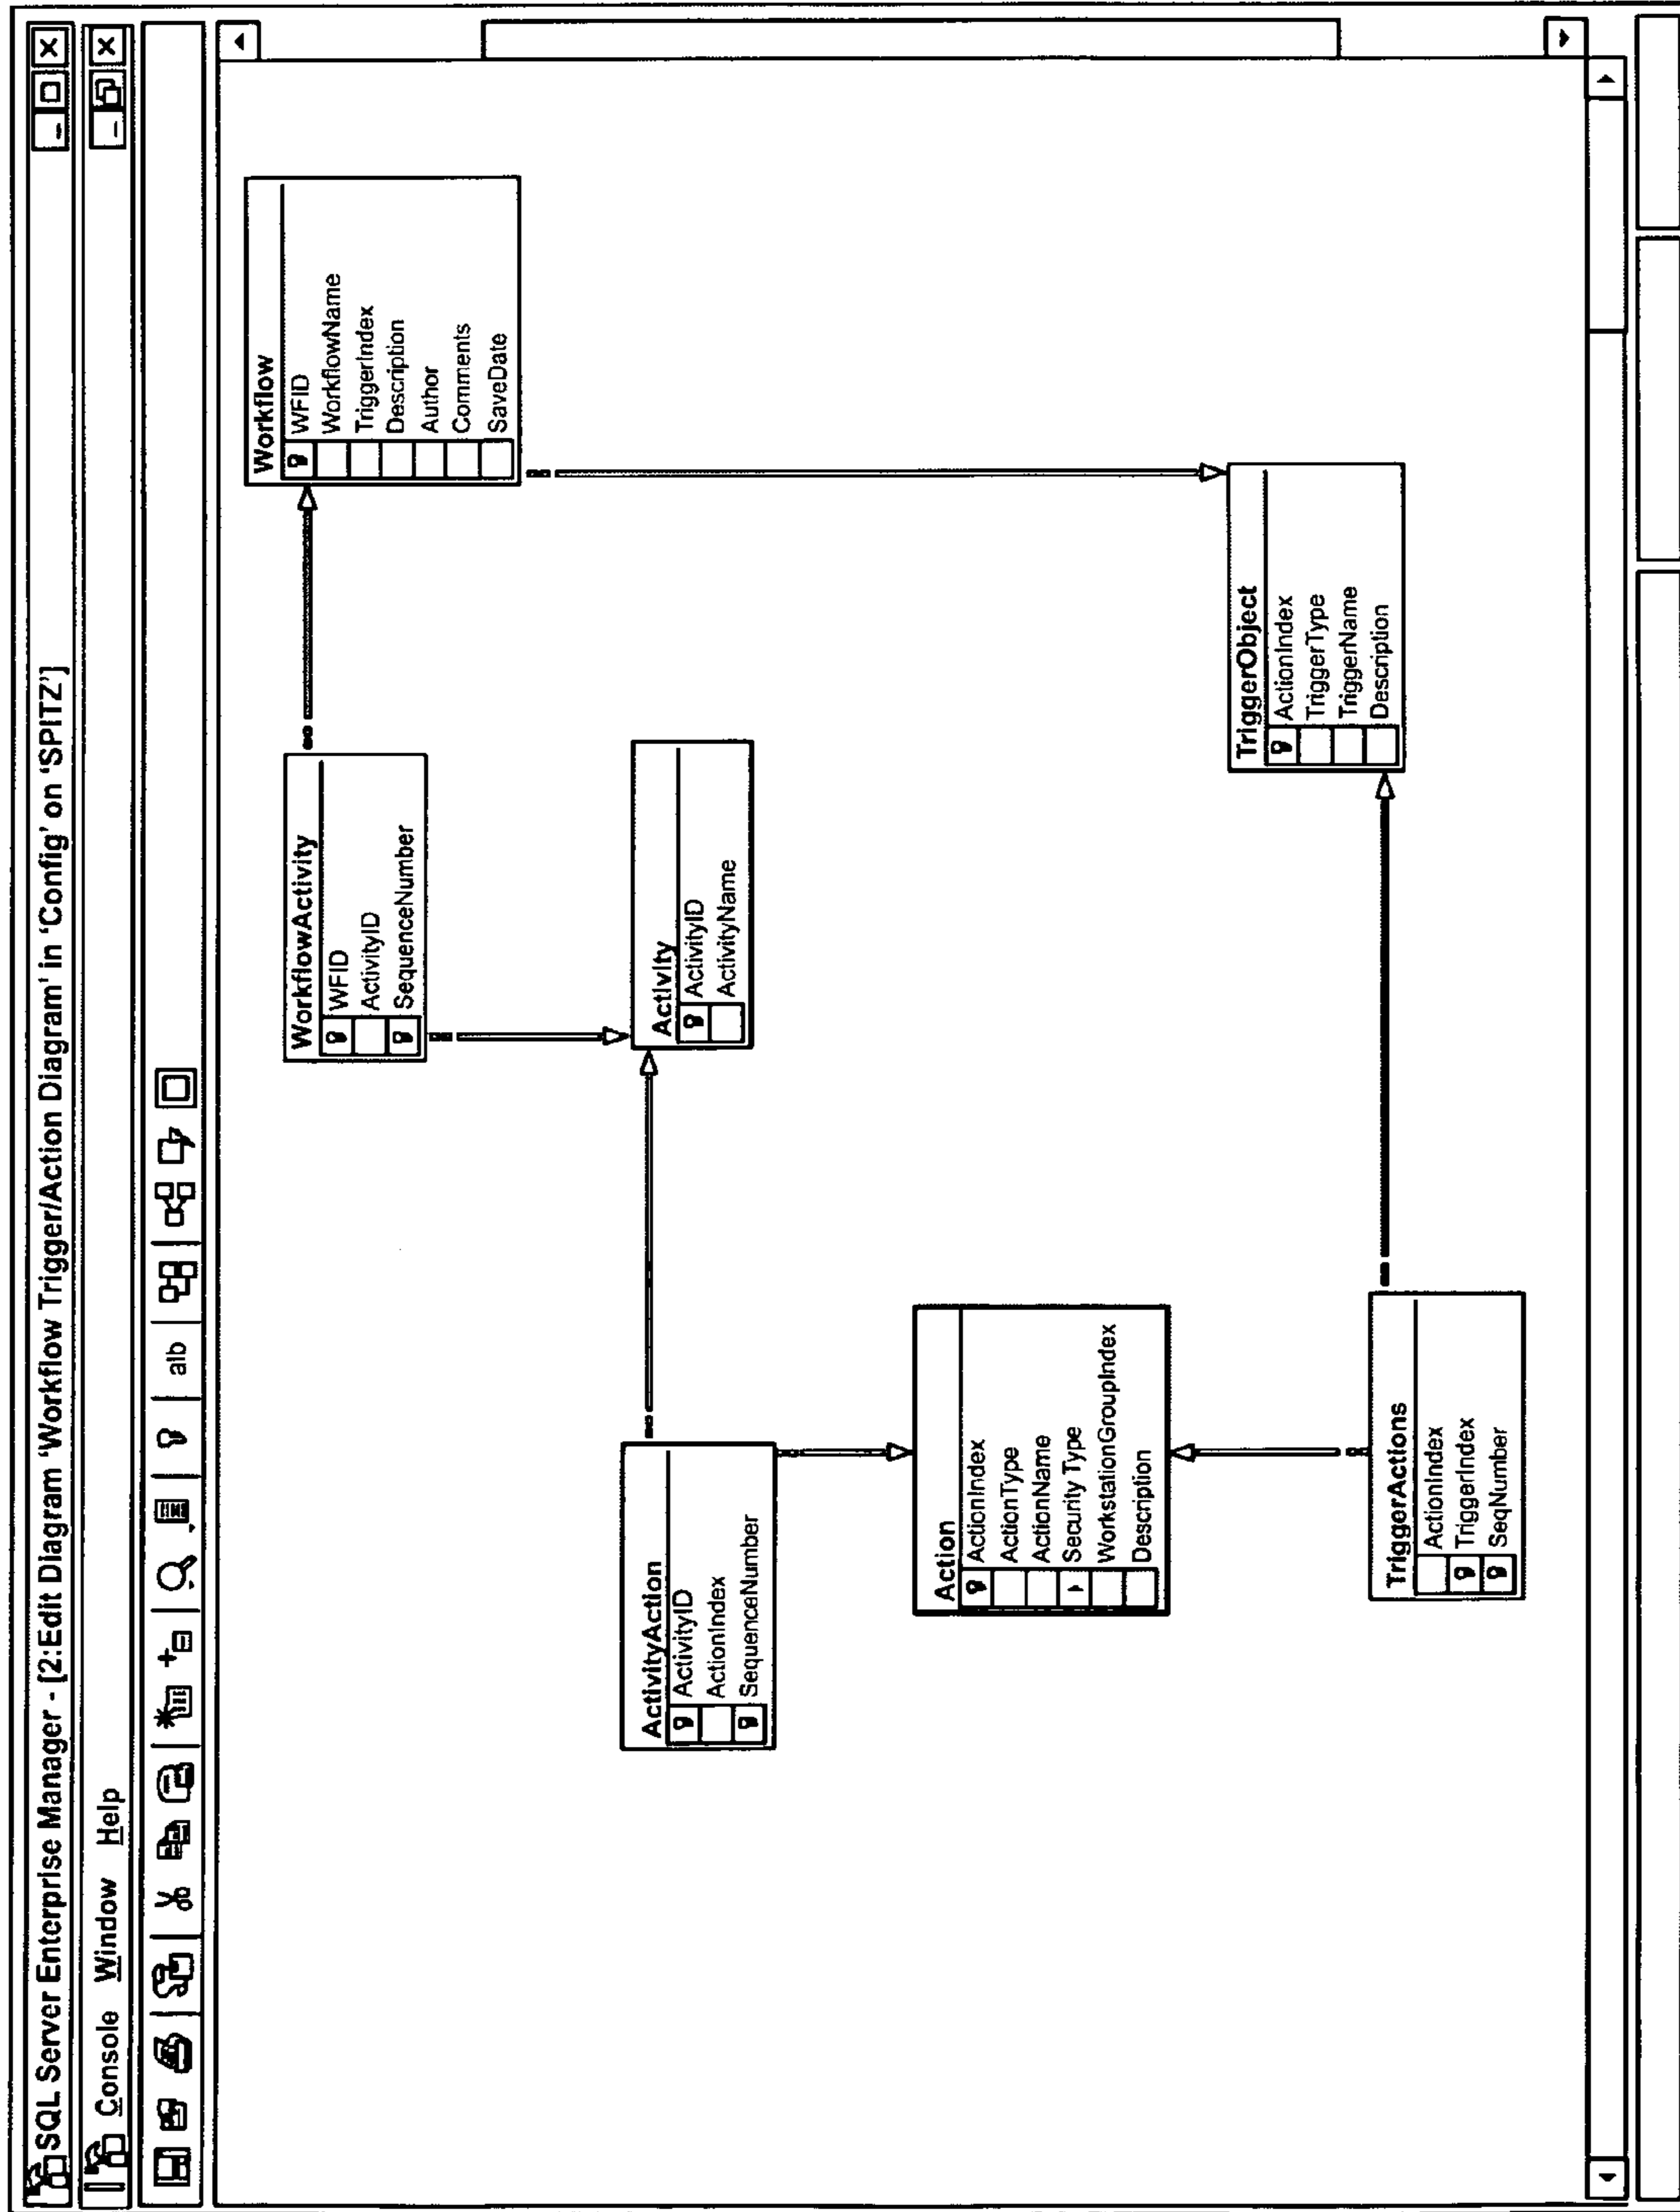 SQL Server Enterprise Manager - [2:Edit Diagram 'Workflow Trigger/Action Diagram' in 'Config' on 'SPITZ']
Console Window Help
alb
Workflow
WFID
WorkflowName
TriggerIndex
Description
Author
Comments
SaveDate
WorkflowActivity
WFID
ActivityID
SequenceNumber
ActivityAction
ActivityID
ActionIndex
SequenceNumber
Activity
ActivityID
ActivityName
Action
ActionIndex
ActionType
ActionName
Security Type
WorkstationGroupIndex
Description
TriggerObject
ActionIndex
TriggerType
TriggerName
Description
TriggerActions
ActionIndex
TriggerIndex
SeqNumber